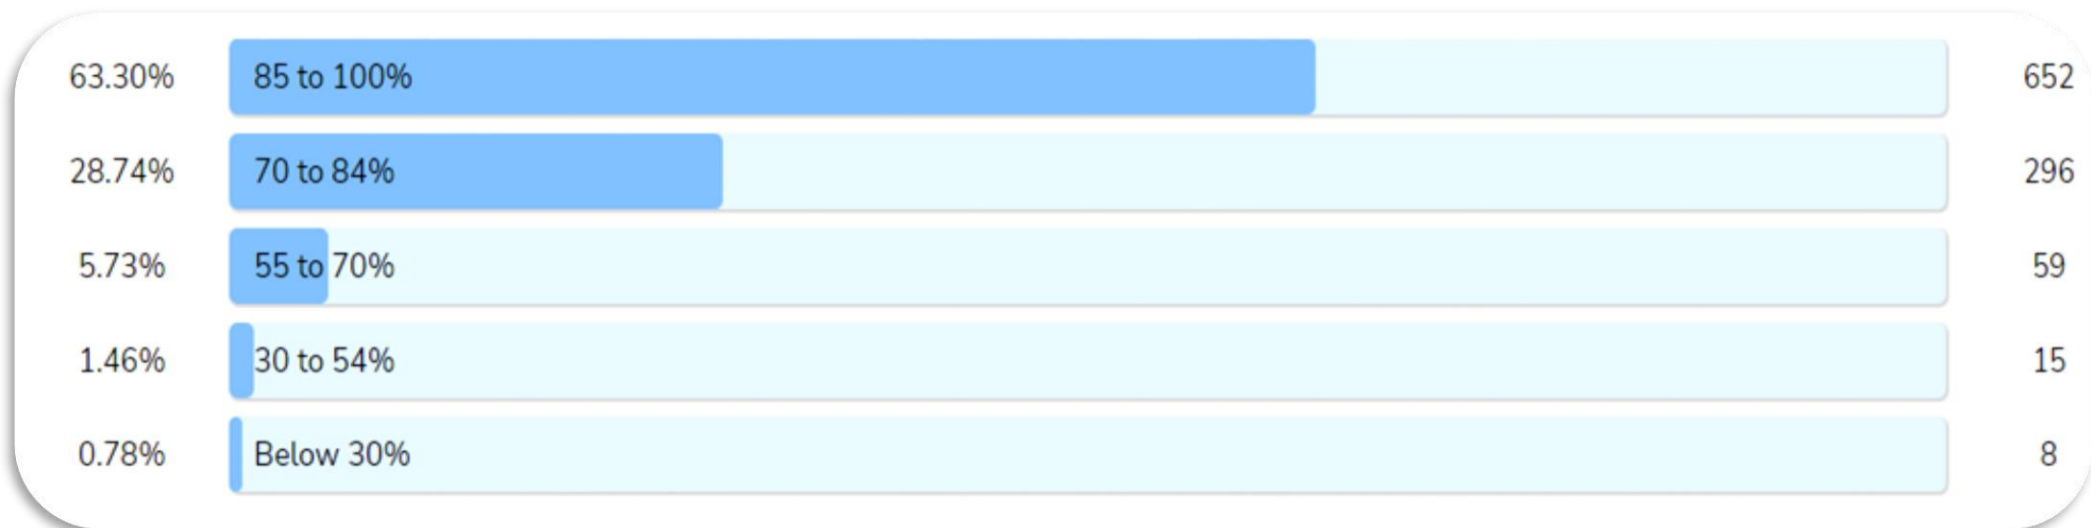 63.30% 85 to 100% 652
28.74% 70 to 84% 296
5.73% 55 to 70% 59
1.46% 30 to 54% 15
0.78% Below 30% 8